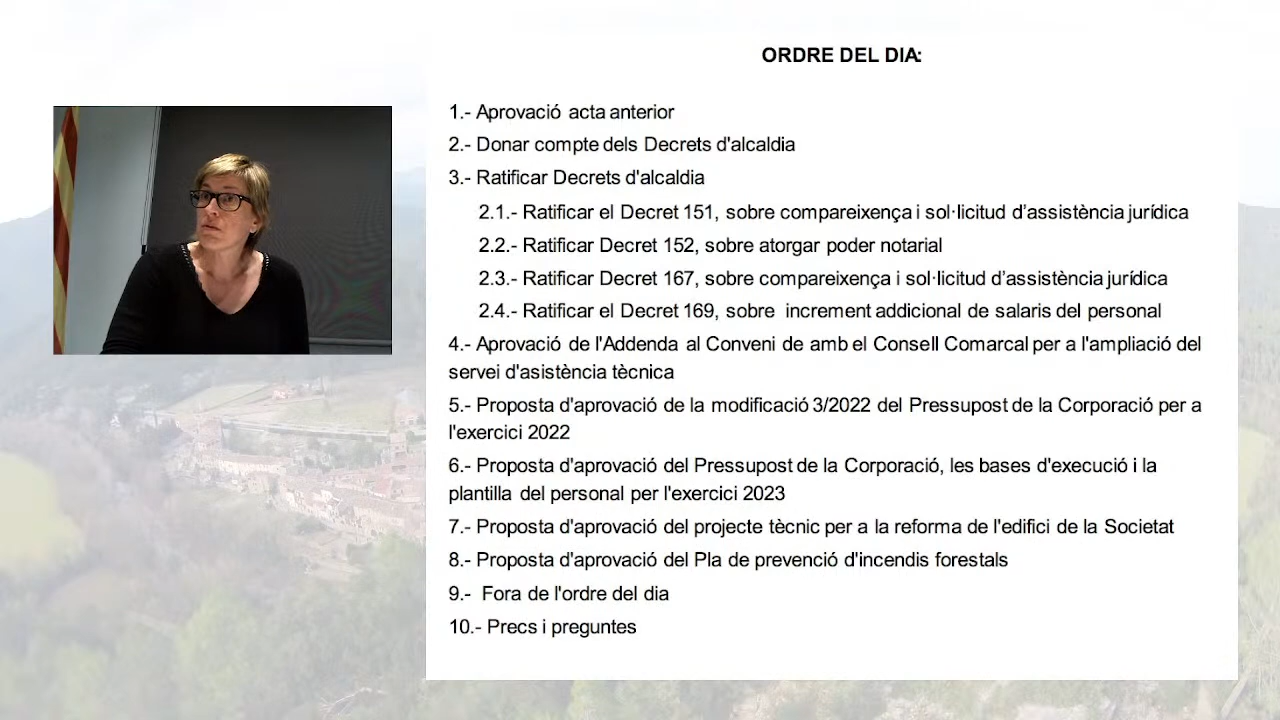 ORDRE DEL DIA:
1.- Aprovació acta anterior
2.- Donar compte dels Decrets d'alcaldia
3.- Ratificar Decrets d'alcaldia
2.1.- Ratificar el Decret 151, sobre compareixença i sol·licitud d’assistència jurídica
2.2.- Ratificar Decret 152, sobre atorgar poder notarial
2.3.- Ratificar Decret 167, sobre compareixença i sol·licitud d’assistència jurídica
2.4.- Ratificar el Decret 169, sobre increment addicional de salaris del personal
4.- Aprovació de l'Addenda al Conveni de amb el Consell Comarcal per a l'ampliació del
servei d'asistència tècnica
5.- Proposta d'aprovació de la modificació 3/2022 del Pressupost de la Corporació per a
l'exercici 2022
6.- Proposta d'aprovació del Pressupost de la Corporació, les bases d'execució i la
plantilla del personal per l'exercici 2023
7.- Proposta d'aprovació del projecte tècnic per a la reforma de l'edifici de la Societat
8.- Proposta d'aprovació del Pla de prevenció d'incendis forestals
9.- Fora de l'ordre del dia
10.- Precs i preguntes